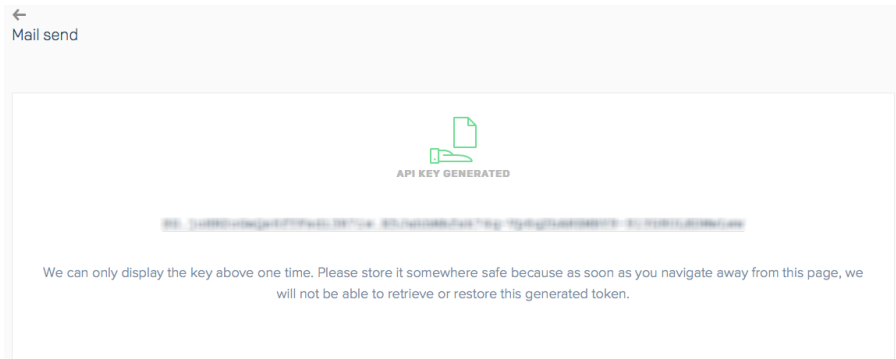 Mail send
API KEY GENERATED
We can only display the key above one time. Please store it somewhere safe because as soon as you navigate away from this page, we
will not be able to retrieve or restore this generated token.